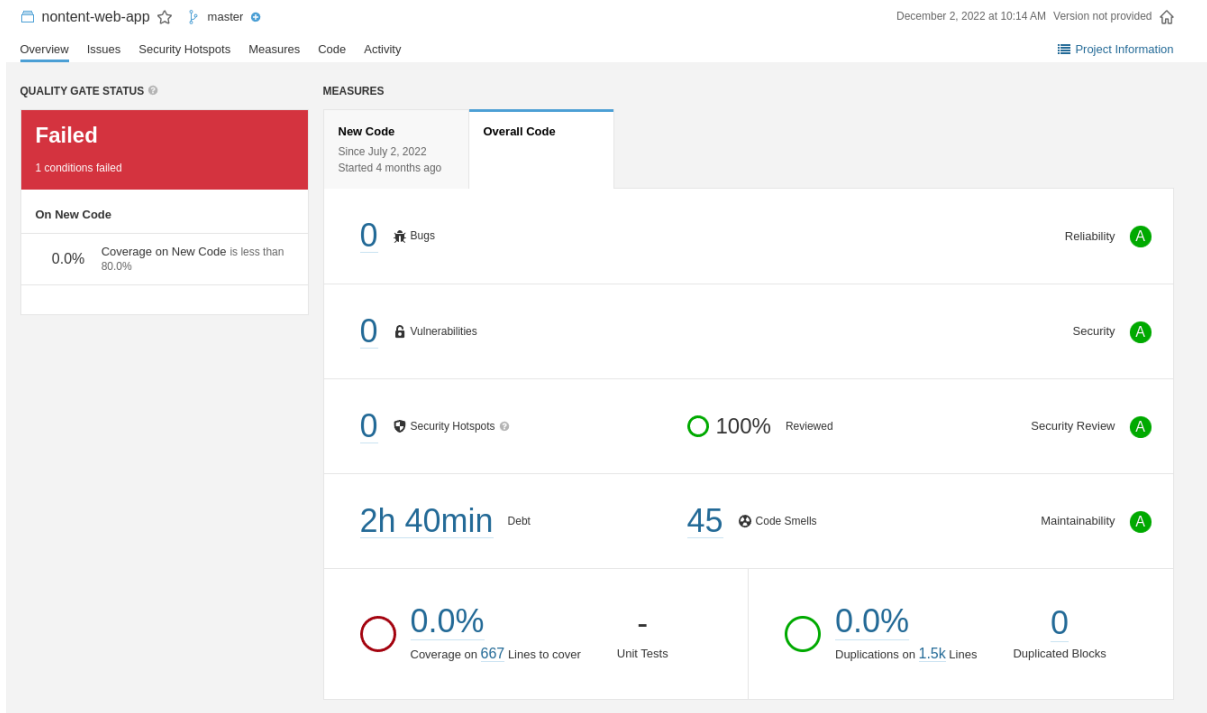 nontent-web-app master December 2, 2022 at 10:14 AM Version not provided
Overview Issues Security Hotspots Measures Code Activity Project Information
QUALITY GATE STATUS
Failed
1 conditions failed
On New Code
0.0% Coverage on New Code is less than
80.0%
MEASURES
New Code
Since July 2, 2022
Started 4 months ago
Overall Code
0 Bugs Reliability A
0 Vulnerabilities Security A
0 Security Hotspots 100% Reviewed Security Review A
2h 40min Debt 45 Code Smells Maintainability A
0.0%
Coverage on 667 Lines to cover
-
Unit Tests
0.0%
Duplications on 1.5k Lines
0
Duplicated Blocks